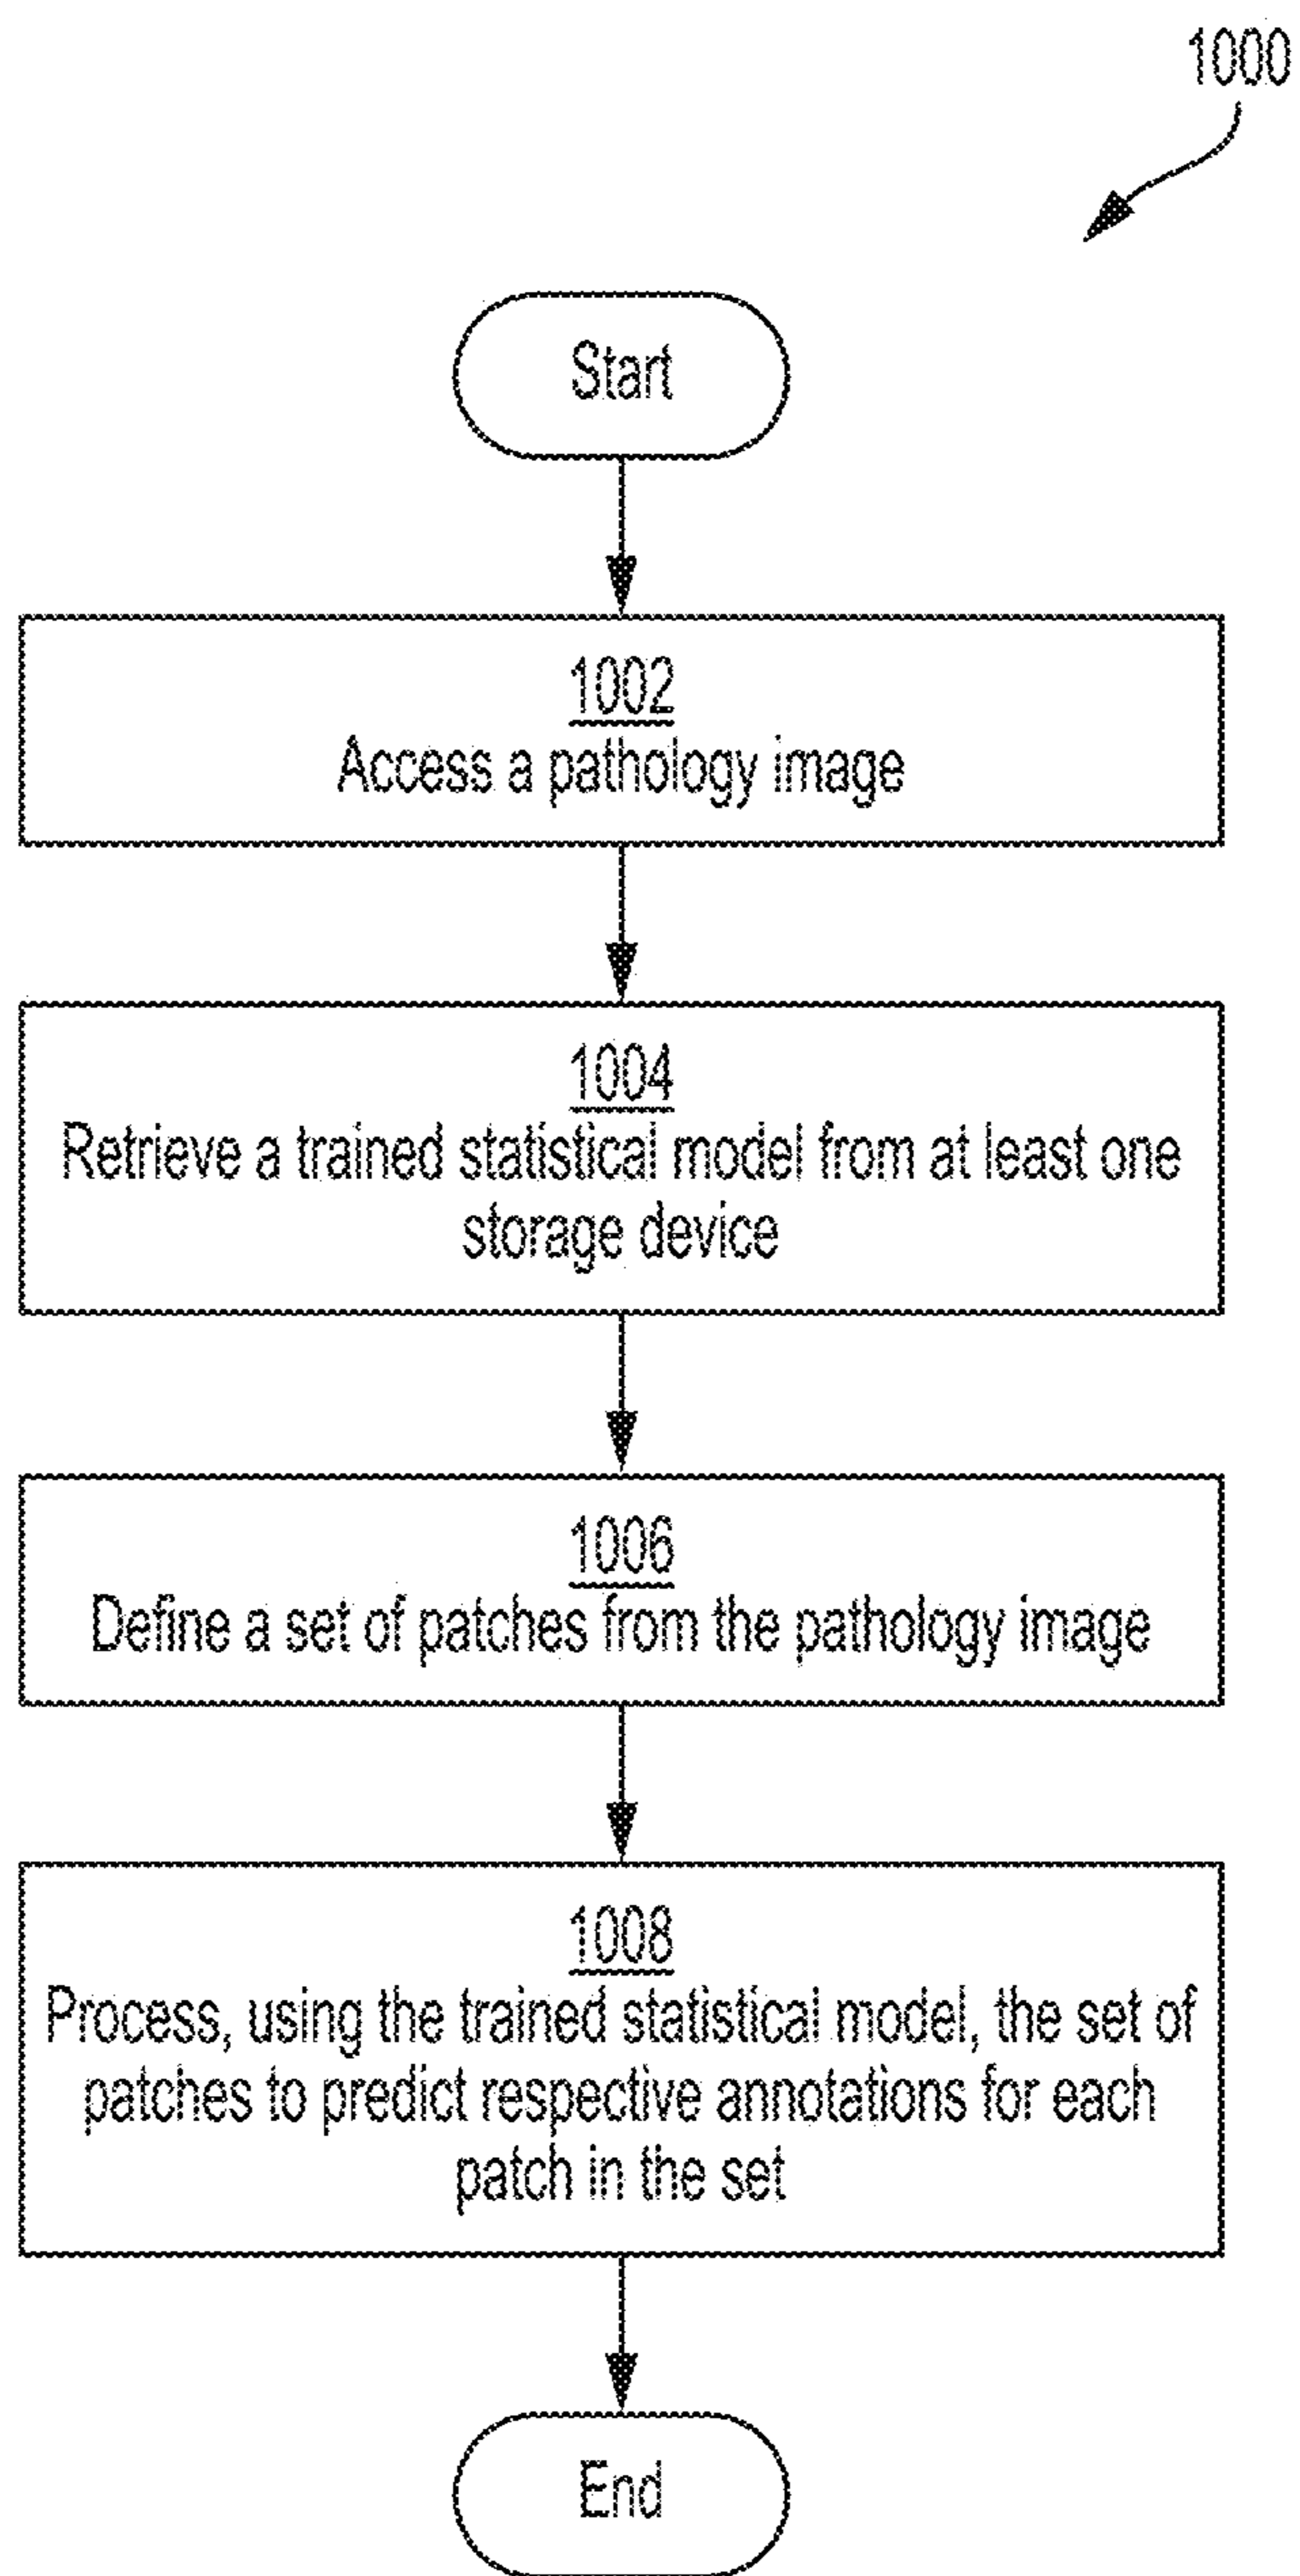 1000
Start
1002
Access a pathology image
1004
Retrieve a trained statistical model from at least one
storage device
1006
Define a set of patches from the pathology image
1008
Process, using the trained statistical model, the set of
patches to predict respective annotations for each
patch in the set
End